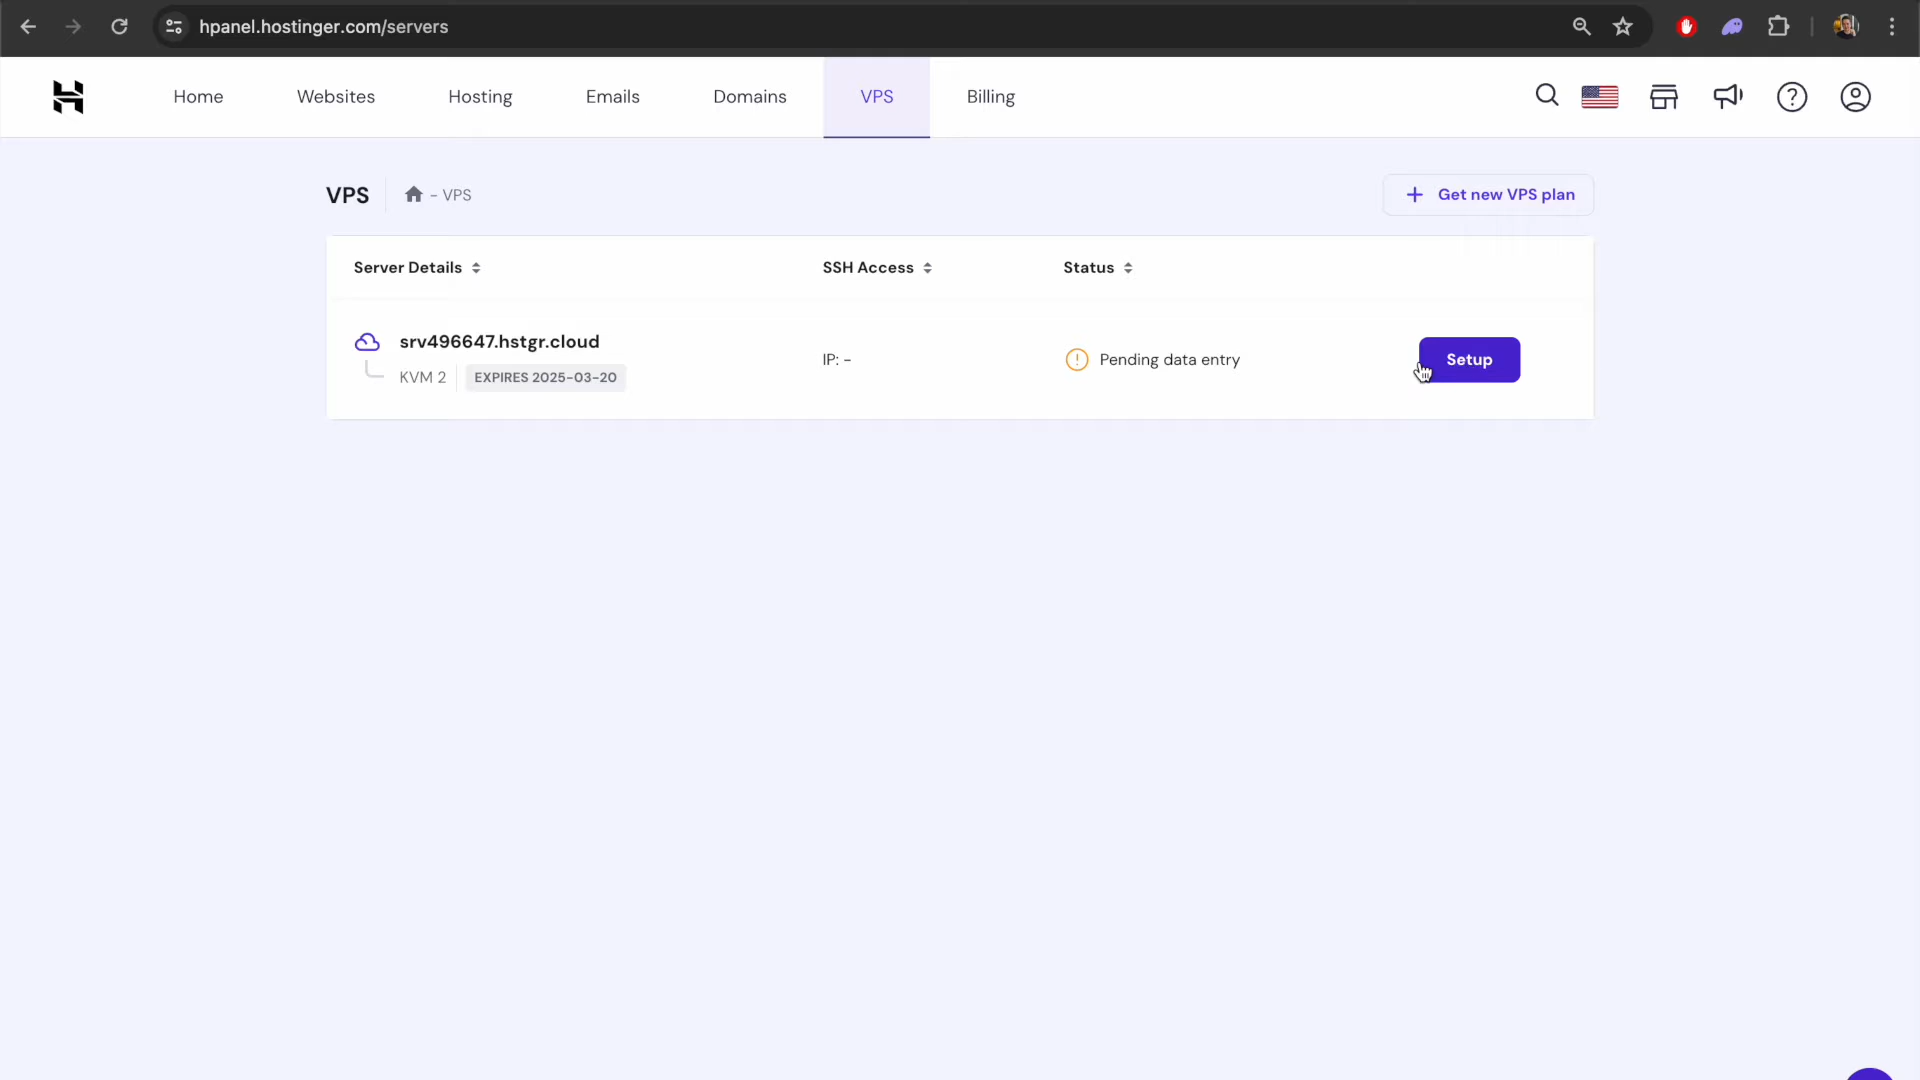 hpanel.hostinger.com/servers
Home Websites Hosting Emails Domains VPS Billing
VPS - VPS + Get new VPS plan
Server Details SSH Access Status
srv496647.hstgr.cloud
KVM 2 EXPIRES 2025-03-20
IP: - Pending data entry Setup